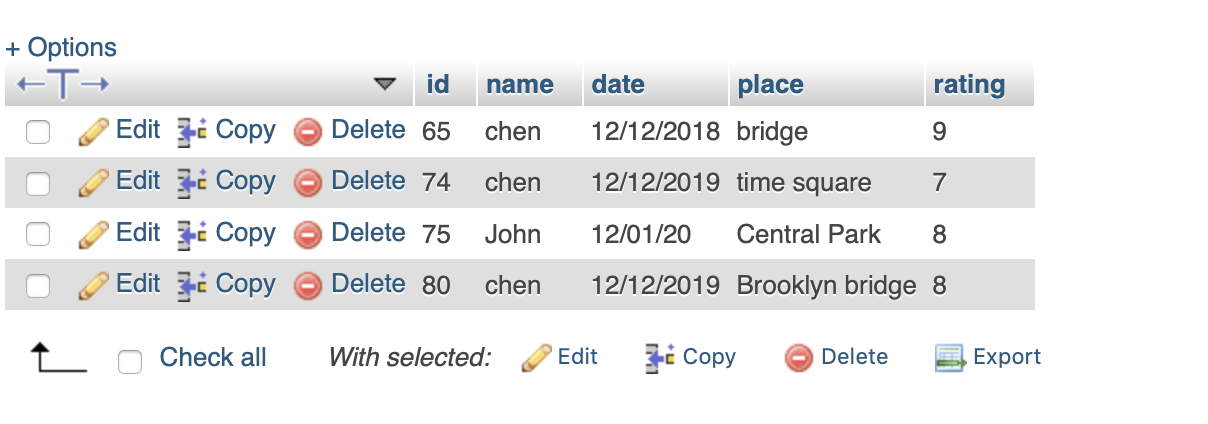 + Options
←T→ id name date place rating
Edit Copy Delete 65 chen 12/12/2018 bridge 9
Edit Copy Delete 74 chen 12/12/2019 time square 7
Edit Copy Delete 75 John 12/01/20 Central Park 8
Edit Copy Delete 80 chen 12/12/2019 Brooklyn bridge 8
Check all With selected: Edit Copy Delete Export